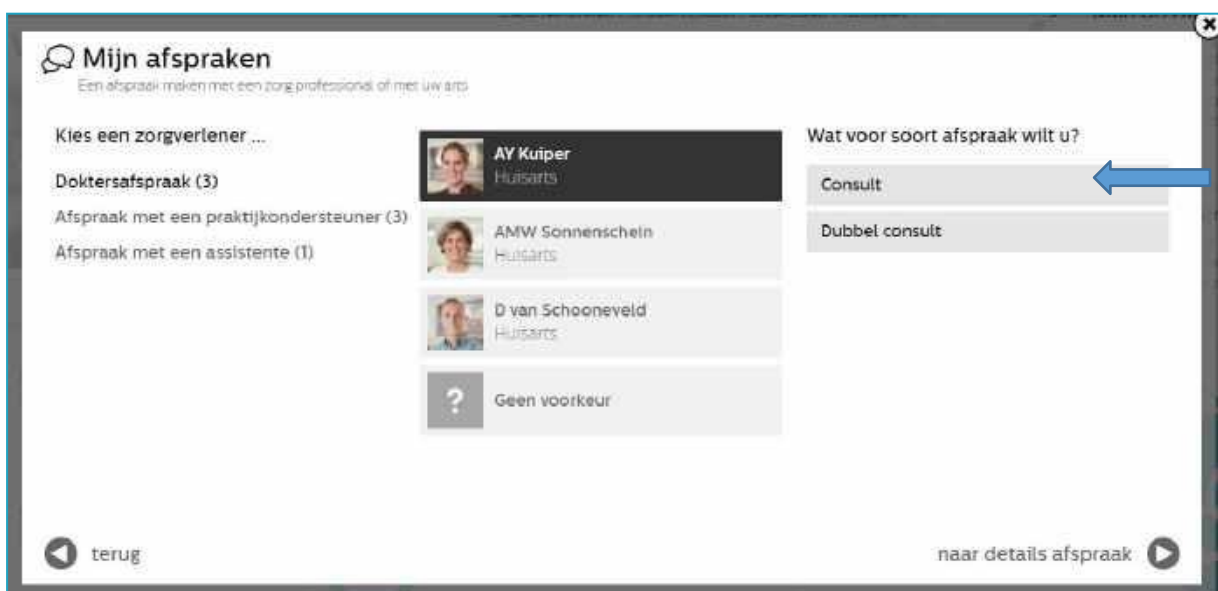 Mijn afspraken
Een afspraak maken met een zorg professional of met uw arts
Kies een zorgverlener ...
Doktersafspraak (3)
Afspraak met een praktijkondersteuner (3)
Afspraak met een assistente (1)
AY Kuiper
Huisarts
AMW Sonnenschein
Huisarts
D van Schooneveld
Huisarts
?
Geen voorkeur
Wat voor soort afspraak wilt u?
Consult
Dubbel consult
terug
naar details afspraak